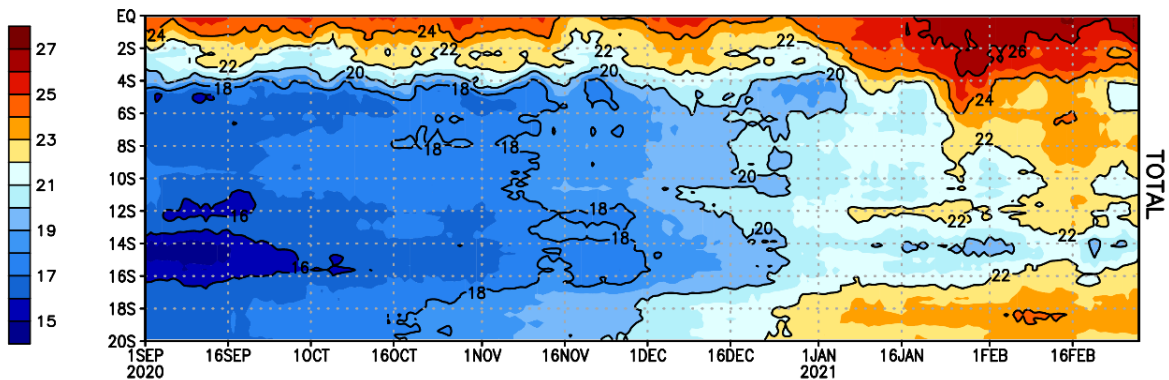 27
25
23
21
19
17
15
EQ
2S
4S
6S
8S
10S
12S
14S
16S
18S
20S
24 24 26
22 22 22 22
20 20 20
18 18 24
18 18 22
20
16 18 22
18 20 22
16 22
18
1SEP 16SEP 1OCT 16OCT 1NOV 16NOV 1DEC 16DEC 1JAN 16JAN 1FEB 16FEB
2020 2021
TOTAL